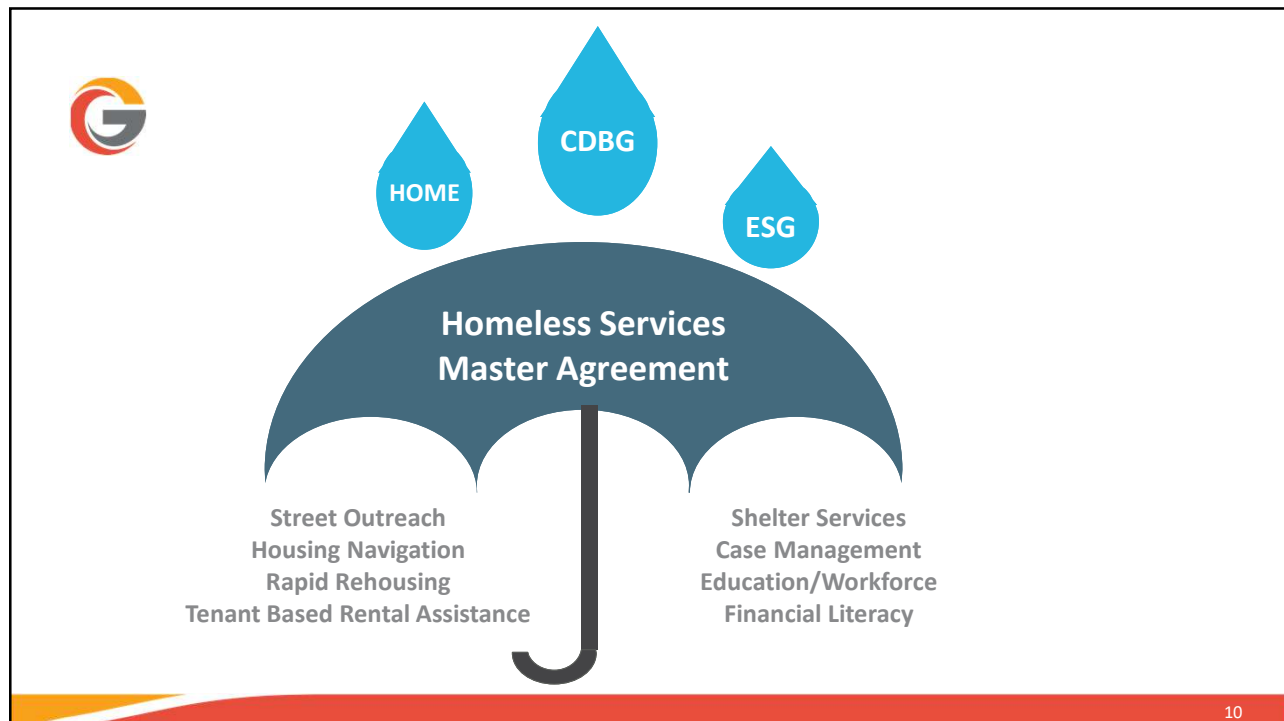 HOME
CDBG
ESG
Homeless Services
Master Agreement
Street Outreach
Housing Navigation
Rapid Rehousing
Tenant Based Rental Assistance
Shelter Services
Case Management
Education/Workforce
Financial Literacy
10